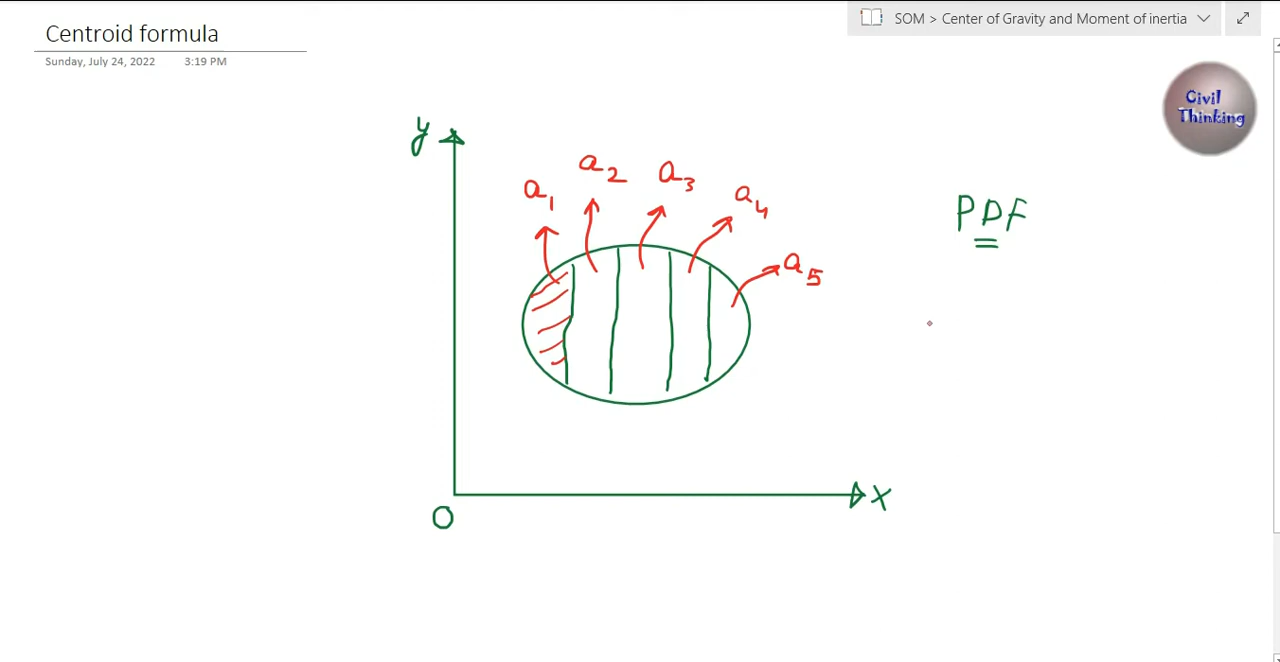 SOM > Center of Gravity and Moment of inertia
Centroid formula
Sunday, July 24, 2022 3:19 PM
Civil
Thinking
y
a1
a2
a3
a4
a5
PDF
O
X